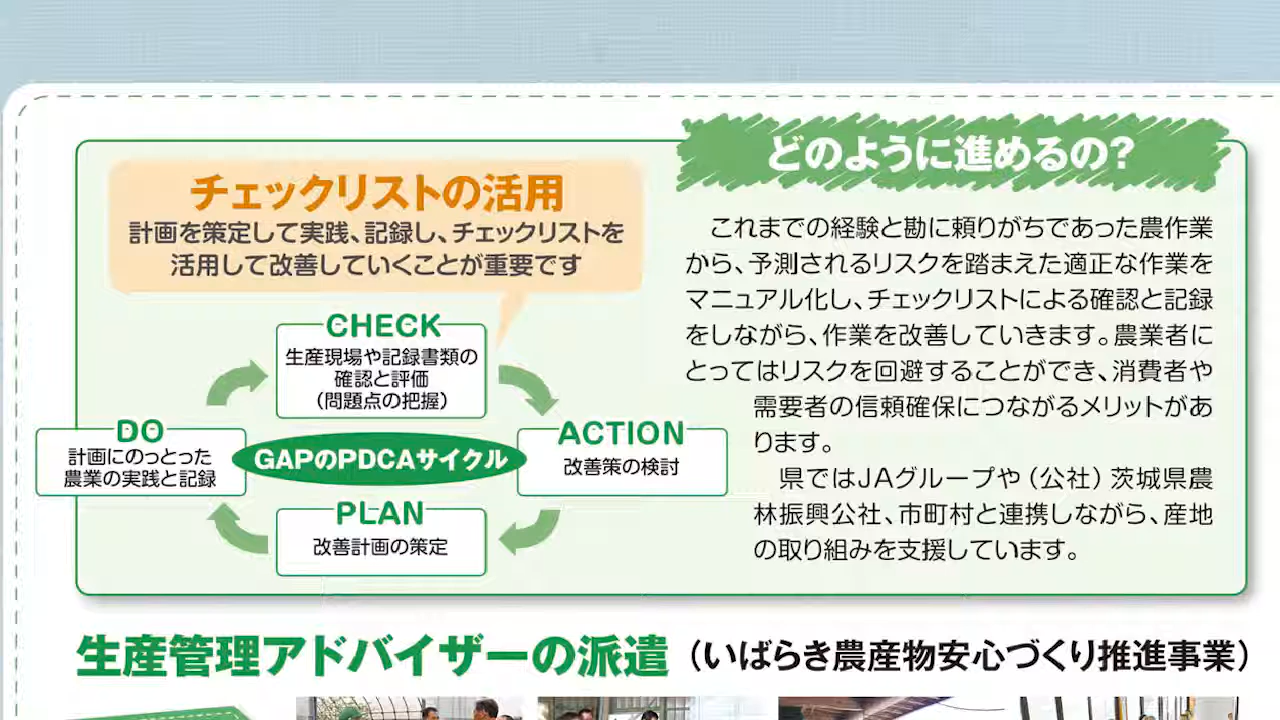 どのように進めるの?
チェックリストの活用
計画を策定して実践、記録し、チェックリストを
活用して改善していくことが重要です
CHECK
生産現場や記録書類の
確認と評価
(問題点の把握)
DO
計画にのっとった
農業の実践と記録
GAPのPDCAサイクル
ACTION
改善策の検討
PLAN
改善計画の策定
これまでの経験と勘に頼りがちであった農作業
から、予測されるリスクを踏まえた適正な作業を
マニュアル化し、チェックリストによる確認と記録
をしながら、作業を改善していきます。農業者に
とってはリスクを回避することができ、消費者や
需要者の信頼確保につながるメリットがあ
ります。
県ではJAグループや(公社)茨城県農
林振興公社、市町村と連携しながら、産地
の取り組みを支援しています。
生産管理アドバイザーの派遣(いばらき農産物安心づくり推進事業)